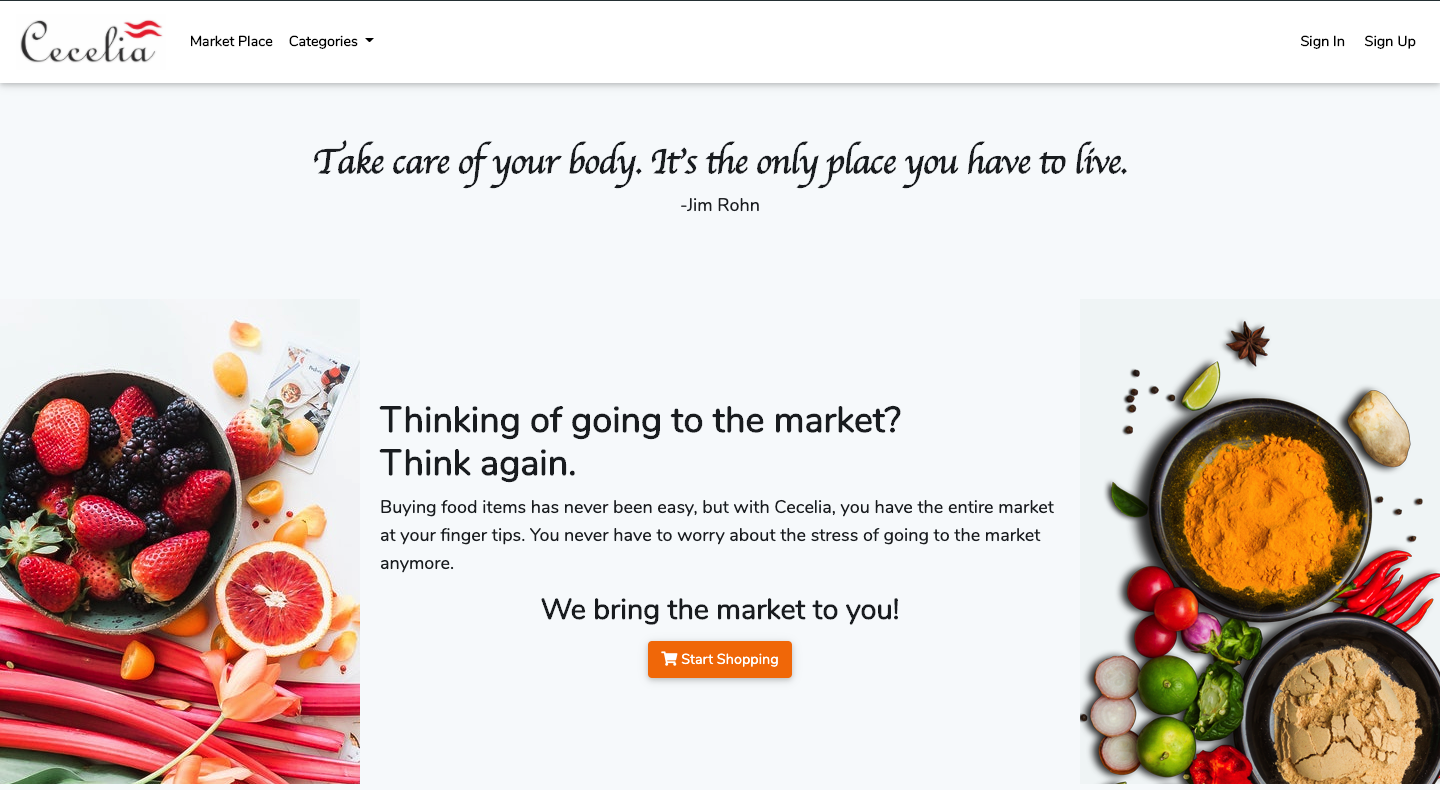 Cecelia
Market Place
Categories
Sign In
Sign Up
Take care of your body. It's the only place you have to live.
-Jim Rohn
Thinking of going to the market?
Think again.
Buying food items has never been easy, but with Cecelia, you have the entire market
at your finger tips. You never have to worry about the stress of going to the market
anymore.
We bring the market to you!
Start Shopping